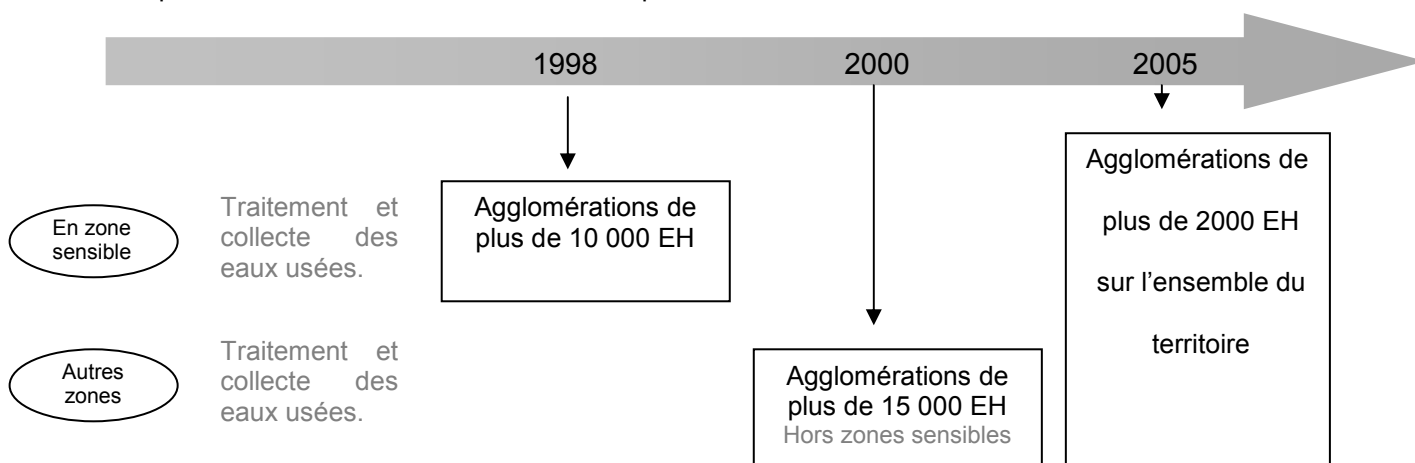 1998
2000
2005
En zone
sensible
Traitement et
collecte des
eaux usées.
Agglomérations de
plus de 10 000 EH
Agglomérations de
plus de 2000 EH
sur l’ensemble du
territoire
Autres
zones
Traitement et
collecte des
eaux usées.
Agglomérations de
plus de 15 000 EH
Hors zones sensibles